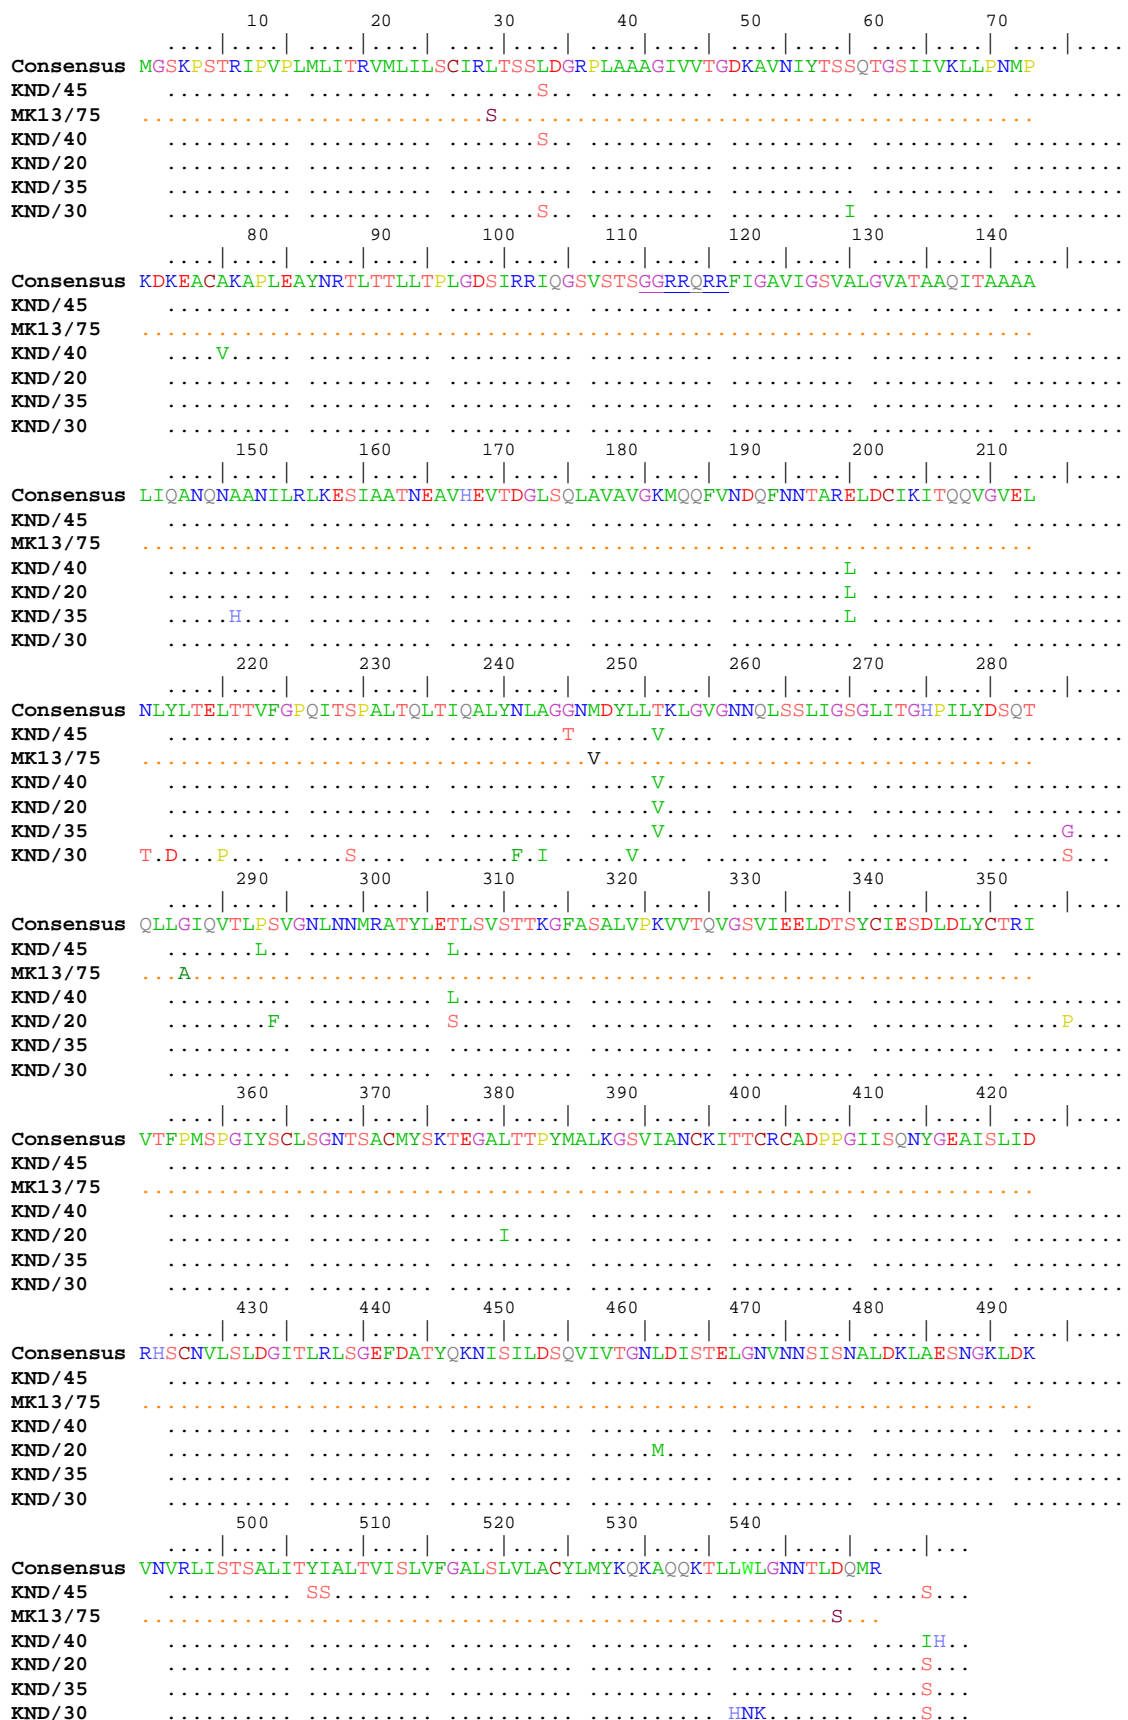 10 20 30 40 50 60 70
....|....| ....|....| ....|....| ....|....| ....|....| ....|....| ....|....
Consensus MGSKPSTRIPVPLMLITRVMLILSCIRLTSSLDGRPLAAAGIVVTGDKAVNIYTSSQTGSIIVKLLPNMP
KND/45 .......... .......... .......S.. .......... .......... .......... .........
MK13/75 ...........................S..........................................
KND/40 .......... .......... .......S.. .......... .......... .......... .........
KND/20 .......... .......... .......... .......... .......... .......... .........
KND/35 .......... .......... .......... .......... .......... .......... .........
KND/30 .......... .......... .......S.. .......... .........I .......... .........
80 90 100 110 120 130 140
....|....| ....|....| ....|....| ....|....| ....|....| ....|....| ....|....
Consensus KDKEACAKAPLEAYNRTLTTLLTPLGDSIRRIQGSVSTSGGRRQRRFIGAVIGSVALGVATAAQITAAAA
KND/45 .......... .......... .......... .......... .......... .......... .........
MK13/75 ......................................................................
KND/40 ....V..... .......... .......... .......... .......... .......... .........
KND/20 .......... .......... .......... .......... .......... .......... .........
KND/35 .......... .......... .......... .......... .......... .......... .........
KND/30 .......... .......... .......... .......... .......... .......... .........
150 160 170 180 190 200 210
....|....| ....|....| ....|....| ....|....| ....|....| ....|....| ....|....
Consensus LIQANQNAANILRLKESIAATNEAVHEVTDGLSQLAVAVGKMQQFVNDQFNNTARELDCIKITQQVGVEL
KND/45 .......... .......... .......... .......... .......... .......... .........
MK13/75 ......................................................................
KND/40 .......... .......... .......... .......... .........L .......... .........
KND/20 .......... .......... .......... .......... .........L .......... .........
KND/35 .....H.... .......... .......... .......... .........L .......... .........
KND/30 .......... .......... .......... .......... .......... .......... .........
220 230 240 250 260 270 280
....|....| ....|....| ....|....| ....|....| ....|....| ....|....| ....|....
Consensus NLYLTELTTVFGPQITSPALTQLTIQALYNLAGGNMDYLLTKLGVGNNQLSSLIGSGLITGHPILYDSQT
KND/45 .......... .......... .........T .....V.... .......... .......... .........
MK13/75 ...................................V..................................
KND/40 .......... .......... .......... .....V.... .......... .......... .........
KND/20 .......... .......... .......... .....V.... .......... .......... .........
KND/35 .......... .......... .......... .....V.... .......... .......... ....G....
KND/30 T.D...P... .....S.... .......F.I .....V.... .......... .......... ......S...
290 300 310 320 330 340 350
....|....| ....|....| ....|....| ....|....| ....|....| ....|....| ....|....
Consensus QLLGIQVTLPSVGNLNNMRATYLETLSVSTTKGFASALVPKVVTQVGSVIEELDTSYCIESDLDLYCTRI
KND/45 .......L.. .......... L......... .......... .......... .......... .........
MK13/75 ...A..................................................................
KND/40 .......... .......... L......... .......... .......... .......... .........
KND/20 ........F. .......... S......... .......... .......... .......... ....P....
KND/35 .......... .......... .......... .......... .......... .......... .........
KND/30 .......... .......... .......... .......... .......... .......... .........
360 370 380 390 400 410 420
....|....| ....|....| ....|....| ....|....| ....|....| ....|....| ....|....
Consensus VTFPMSPGIYSCLSGNTSACMYSKTEGALTTPYMALKGSVIANCKITTCRCADPPGIISQNYGEAISLID
KND/45 .......... .......... .......... .......... .......... .......... .........
MK13/75 ......................................................................
KND/40 .......... .......... .......... .......... .......... .......... .........
KND/20 .......... .......... ....I..... .......... .......... .......... .........
KND/35 .......... .......... .......... .......... .......... .......... .........
KND/30 .......... .......... .......... .......... .......... .......... .........
430 440 450 460 470 480 490
....|....| ....|....| ....|....| ....|....| ....|....| ....|....| ....|....
Consensus RHSCNVLSLDGITLRLSGEFDATYQKNISILDSQVIVTGNLDISTELGNVNNSISNALDKLAESNGKLDK
KND/45 .......... .......... .......... .......... .......... .......... .........
MK13/75 ......................................................................
KND/40 .......... .......... .......... .......... .......... .......... .........
KND/20 .......... .......... .......... .....M.... .......... .......... .........
KND/35 .......... .......... .......... .......... .......... .......... .........
KND/30 .......... .......... .......... .......... .......... .......... .........
500 510 520 530 540
....|....| ....|....| ....|....| ....|....| ....|....| ....|...
Consensus VNVRLISTSALITYIALTVISLVFGALSLVLACYLMYKQKAQQKTLLWLGNNTLDQMR
KND/45 .......... SS........ .......... .......... .......... ....S...
MK13/75 ......................................................S...
KND/40 .......... .......... .......... .......... .......... ....IH..
KND/20 .......... .......... .......... .......... .......... ....S...
KND/35 .......... .......... .......... .......... .......... ....S...
KND/30 .......... .......... .......... .......... HNK....... ....S...